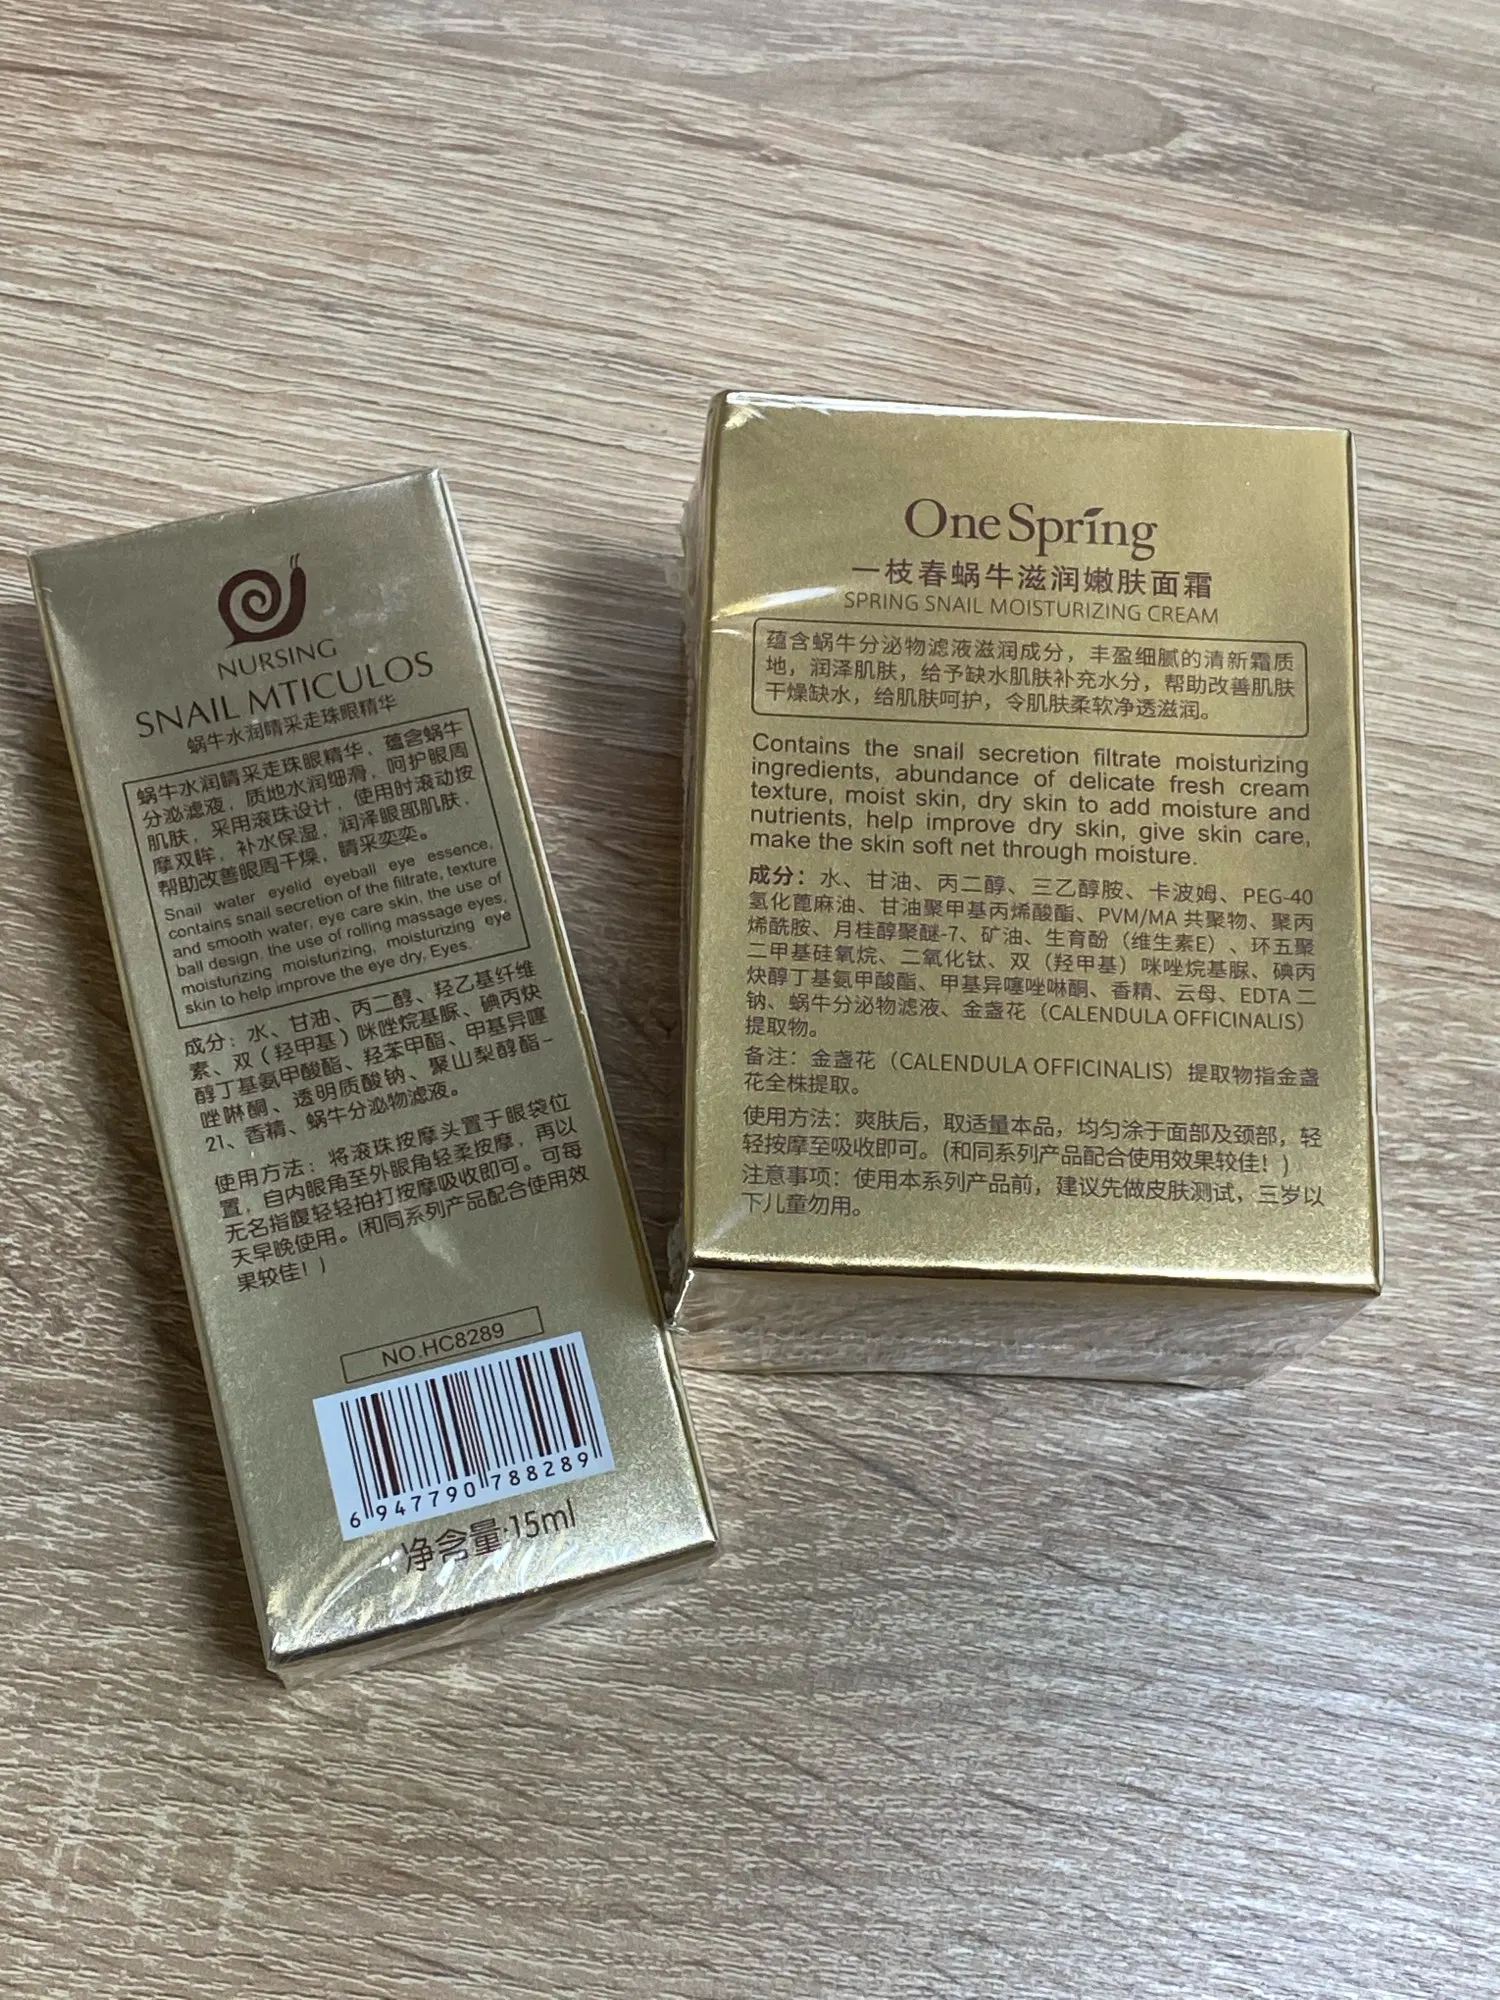 NURSING
SNAIL MTICULOS
蜗牛水润睛采走珠眼精华
蜗牛水润睛采走珠眼精华，蕴含蜗牛
分泌滤液，质地水润细滑，呵护眼周
肌肤，采用滚珠设计，使用时滚动按
摩双眸，补水保湿，润泽眼部肌肤，
帮助改善眼周干燥，睛采奕奕。
Snail water eyelid eyeball eye essence,
contains snail secretion of the filtrate, texture
and smooth water, eye care skin, the use of
ball design, the use of rolling massage eyes,
moisturizing moisturizing, moisturizing eye
skin to help improve the eye dry, Eyes.
成分：水、甘油、丙二醇、羟乙基纤维
素、双（羟甲基）咪唑烷基脲、碘丙炔
醇丁基氨甲酸酯、羟苯甲酯、甲基异噻
唑啉酮、透明质酸钠、聚山梨醇酯-
21、香精、蜗牛分泌物滤液。
使用方法：将滚珠按摩头置于眼袋位
置，自内眼角至外眼角轻柔按摩，再以
无名指腹轻轻拍打按摩吸收即可。可每
天早晚使用。(和同系列产品配合使用效
果较佳！)
NO.HC8289
6 947790 788289
净含量:15ml
One Spring
一枝春蜗牛滋润嫩肤面霜
SPRING SNAIL MOISTURIZING CREAM
蕴含蜗牛分泌物滤液滋润成分，丰盈细腻的清新霜质
地，润泽肌肤，给予缺水肌肤补充水分，帮助改善肌肤
干燥缺水，给肌肤呵护，令肌肤柔软净透滋润。
Contains the snail secretion filtrate moisturizing
ingredients, abundance of delicate fresh cream
texture, moist skin, dry skin to add moisture and
nutrients, help improve dry skin, give skin care,
make the skin soft net through moisture.
成分：水、甘油、丙二醇、三乙醇胺、卡波姆、PEG-40
氢化蓖麻油、甘油聚甲基丙烯酸酯、PVM/MA 共聚物、聚丙
烯酰胺、月桂醇聚醚-7、矿油、生育酚（维生素E）、环五聚
二甲基硅氧烷、二氧化钛、双（羟甲基）咪唑烷基脲、碘丙
炔醇丁基氨甲酸酯、甲基异噻唑啉酮、香精、云母、EDTA 二
钠、蜗牛分泌物滤液、金盏花（CALENDULA OFFICINALIS）
提取物。
备注：金盏花（CALENDULA OFFICINALIS）提取物指金盏
花全株提取。
使用方法：爽肤后，取适量本品，均匀涂于面部及颈部，轻
轻按摩至吸收即可。(和同系列产品配合使用效果较佳！)
注意事项：使用本系列产品前，建议先做皮肤测试，三岁以
下儿童勿用。